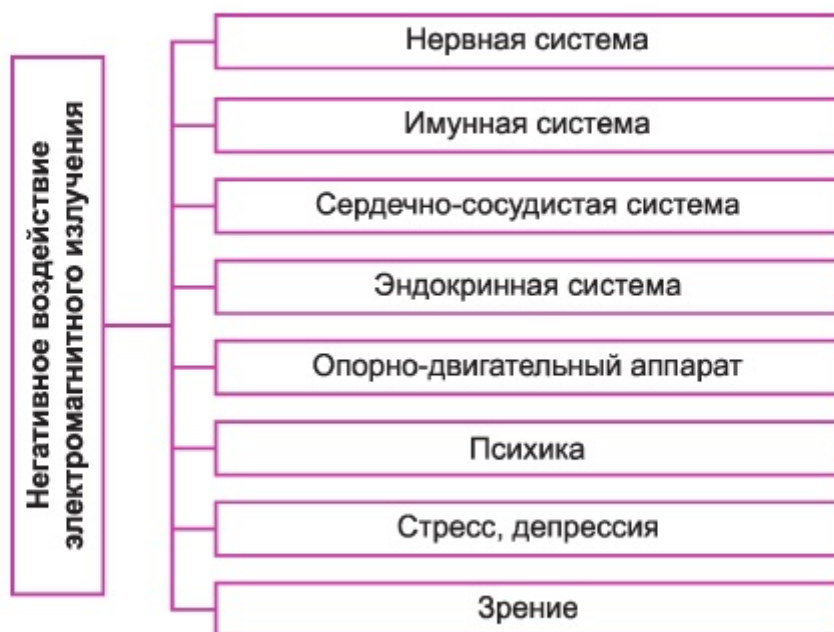 Негативное воздействие
электромагнитного излучения
Нервная система
Имунная система
Сердечно-сосудистая система
Эндокринная система
Опорно-двигательный аппарат
Психика
Стресс, депрессия
Зрение